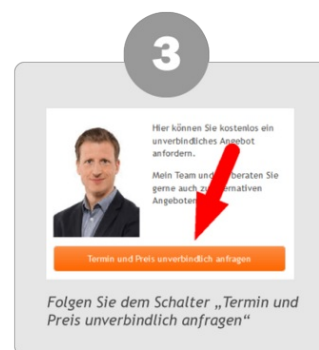 3
Hier können Sie kostenlos ein
unverbindliches Angebot
anfordern.
Mein Team und beraten Sie
gerne auch zu
Angeboten
Termin und Preis unverbindlich anfragen
Folgen Sie dem Schalter „Termin und
Preis unverbindlich anfragen“